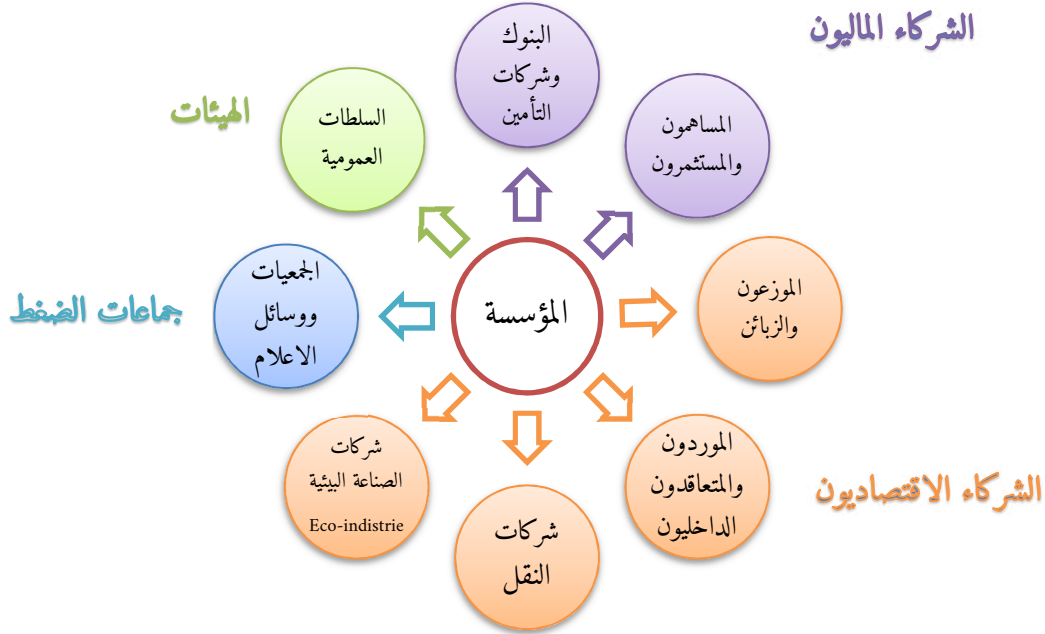 الشركاء الماليون
البنوك
وشركات
التأمين
المساهمون
والمستثمرون
الهيئات
السلطات
العمومية
الموزعون
والزبائن
المؤسسة
الجمعيات
ووسائل
الاعلام
جماعات الضغط
الموردون
والمتعاقدون
الداخليون
الشركاء الاقتصاديون
شركات
الصناعة البيئية
Eco-indistrie
شركات
النقل